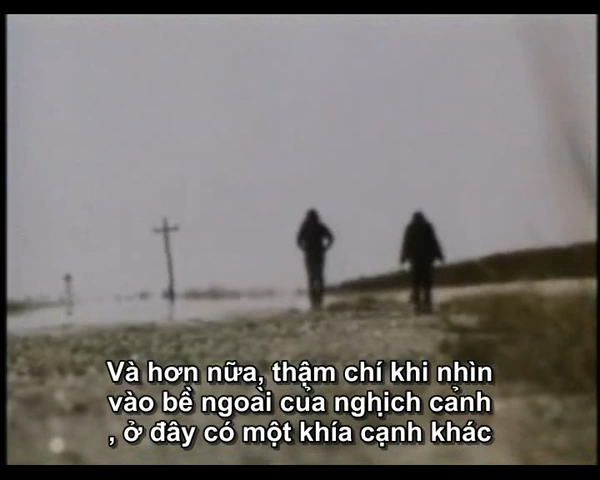 Và hơn nữa, thậm chí khi nhìn
vào bề ngoài của nghịch cảnh
, ở đây có một khía cạnh khác